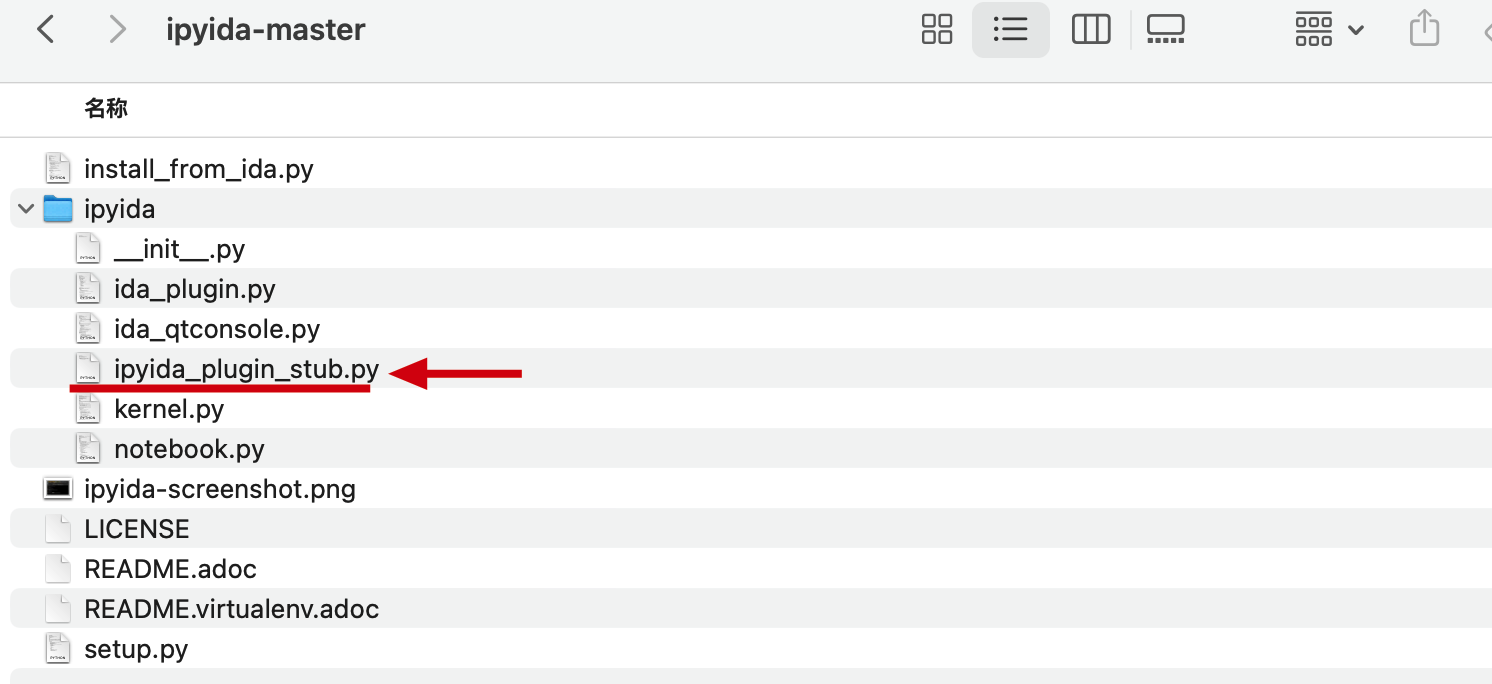 ipyida-master
名称
install_from_ida.py
ipyida
__init__.py
ida_plugin.py
ida_qtconsole.py
ipyida_plugin_stub.py
kernel.py
notebook.py
ipyida-screenshot.png
LICENSE
README.adoc
README.virtualenv.adoc
setup.py